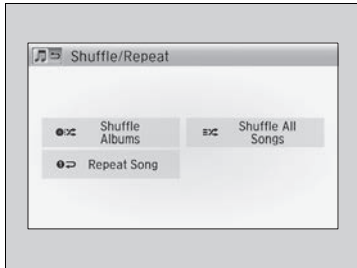 Shuffle/Repeat
Shuffle
Albums
Shuffle All
Songs
Repeat Song